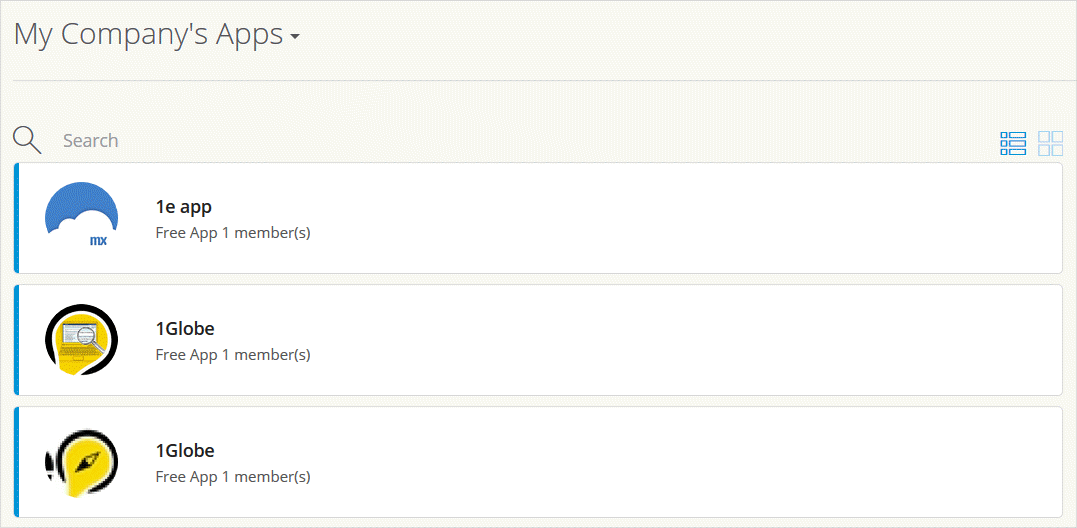 My Company's Apps
Search
mx
1e app
Free App 1 member(s)
1Globe
Free App 1 member(s)
1Globe
Free App 1 member(s)